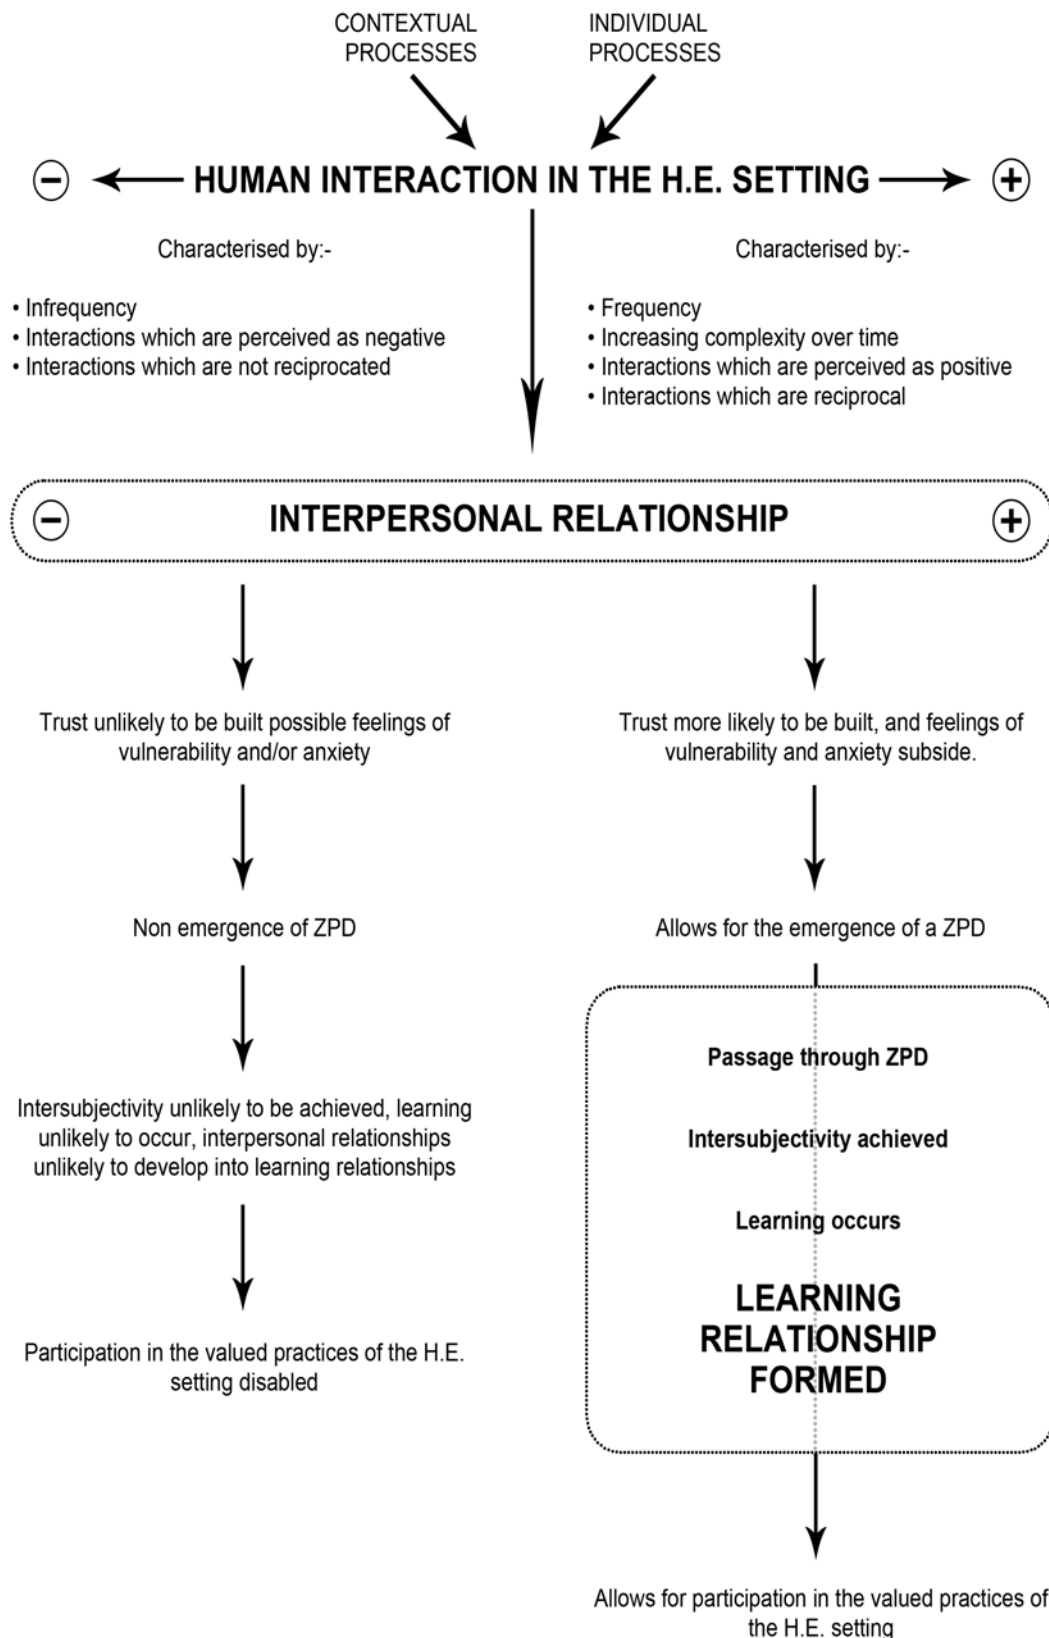 CONTEXTUAL
PROCESSES
INDIVIDUAL
PROCESSES
HUMAN INTERACTION IN THE H.E. SETTING
Characterised by:-
• Infrequency
• Interactions which are perceived as negative
• Interactions which are not reciprocated
Characterised by:-
• Frequency
• Increasing complexity over time
• Interactions which are perceived as positive
• Interactions which are reciprocal
INTERPERSONAL RELATIONSHIP
Trust unlikely to be built possible feelings of
vulnerability and/or anxiety
Non emergence of ZPD
Intersubjectivity unlikely to be achieved, learning
unlikely to occur, interpersonal relationships
unlikely to develop into learning relationships
Participation in the valued practices of the H.E.
setting disabled
Trust more likely to be built, and feelings of
vulnerability and anxiety subside.
Allows for the emergence of a ZPD
Passage through ZPD
Intersubjectivity achieved
Learning occurs
LEARNING
RELATIONSHIP
FORMED
Allows for participation in the valued practices of
the H.E. setting